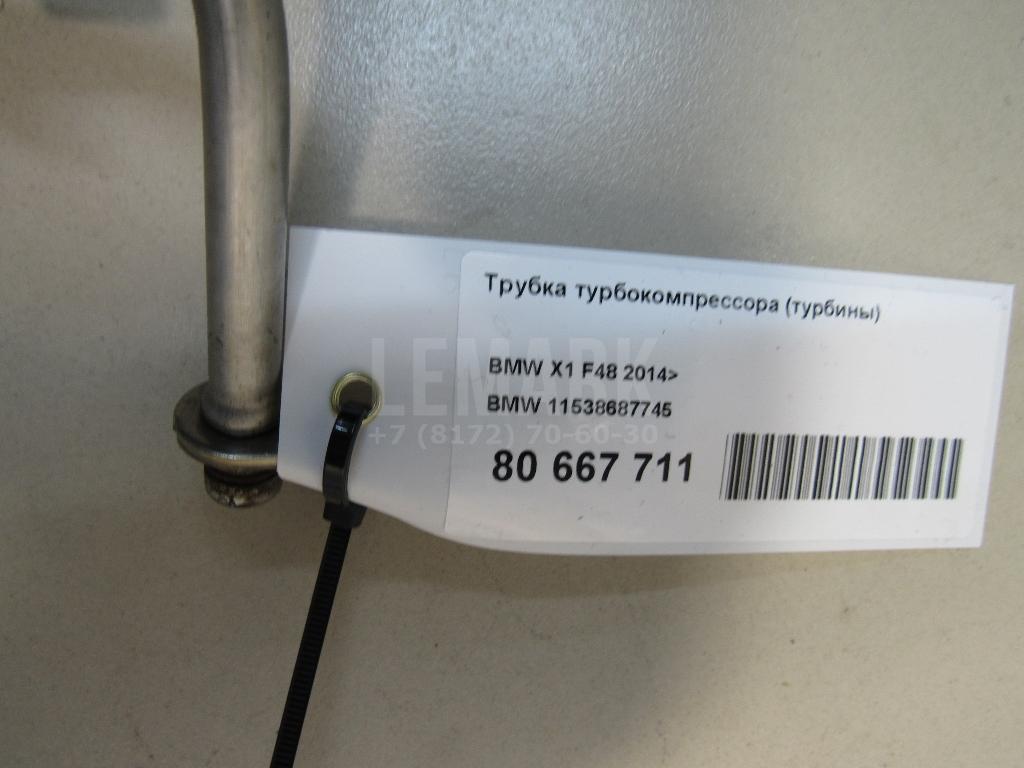 Трубка турбокомпрессора (турбины)
BMW X1 F48 2014>
BMW 11538687745
80 667 711
LEMARK
+7 (8172) 70-60-30